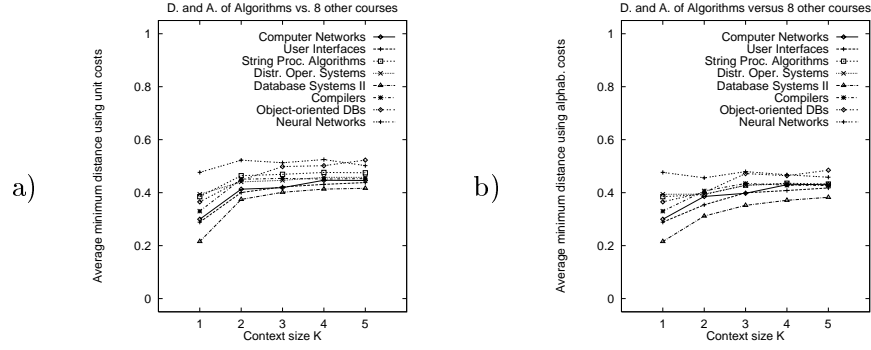 a)
D. and A. of Algorithms vs. 8 other courses
Average minimum distance using unit costs
1
0.8
0.6
0.4
0.2
0
Computer Networks
User Interfaces
String Proc. Algorithms
Distr. Oper. Systems
Database Systems II
Compilers
Object-oriented DBs
Neural Networks
1 2 3 4 5
Context size K
b)
D. and A. of Algorithms versus 8 other courses
Average minimum distance using alphab. costs
1
0.8
0.6
0.4
0.2
0
Computer Networks
User Interfaces
String Proc. Algorithms
Distr. Oper. Systems
Database Systems II
Compilers
Object-oriented DBs
Neural Networks
1 2 3 4 5
Context size K